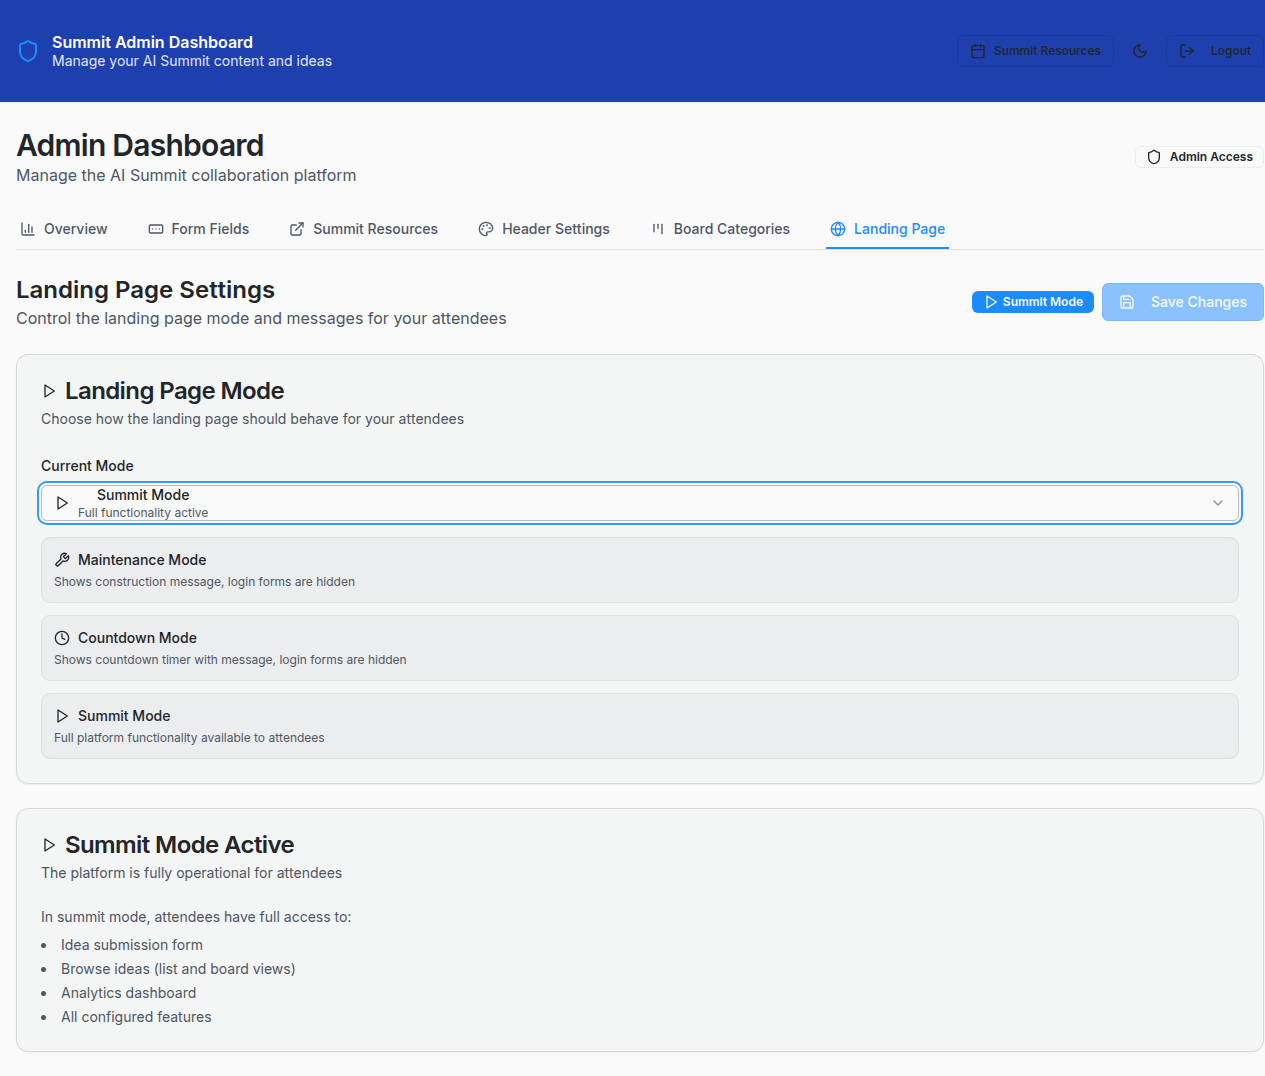 Summit Admin Dashboard
Manage your AI Summit content and ideas
Summit Resources
Logout
Admin Dashboard
Manage the AI Summit collaboration platform
Admin Access
Overview
Form Fields
Summit Resources
Header Settings
Board Categories
Landing Page
Landing Page Settings
Control the landing page mode and messages for your attendees
Summit Mode
Save Changes
Landing Page Mode
Choose how the landing page should behave for your attendees
Current Mode
Summit Mode
Full functionality active
Maintenance Mode
Shows construction message, login forms are hidden
Countdown Mode
Shows countdown timer with message, login forms are hidden
Summit Mode
Full platform functionality available to attendees
Summit Mode Active
The platform is fully operational for attendees
In summit mode, attendees have full access to:
• Idea submission form
• Browse ideas (list and board views)
• Analytics dashboard
• All configured features